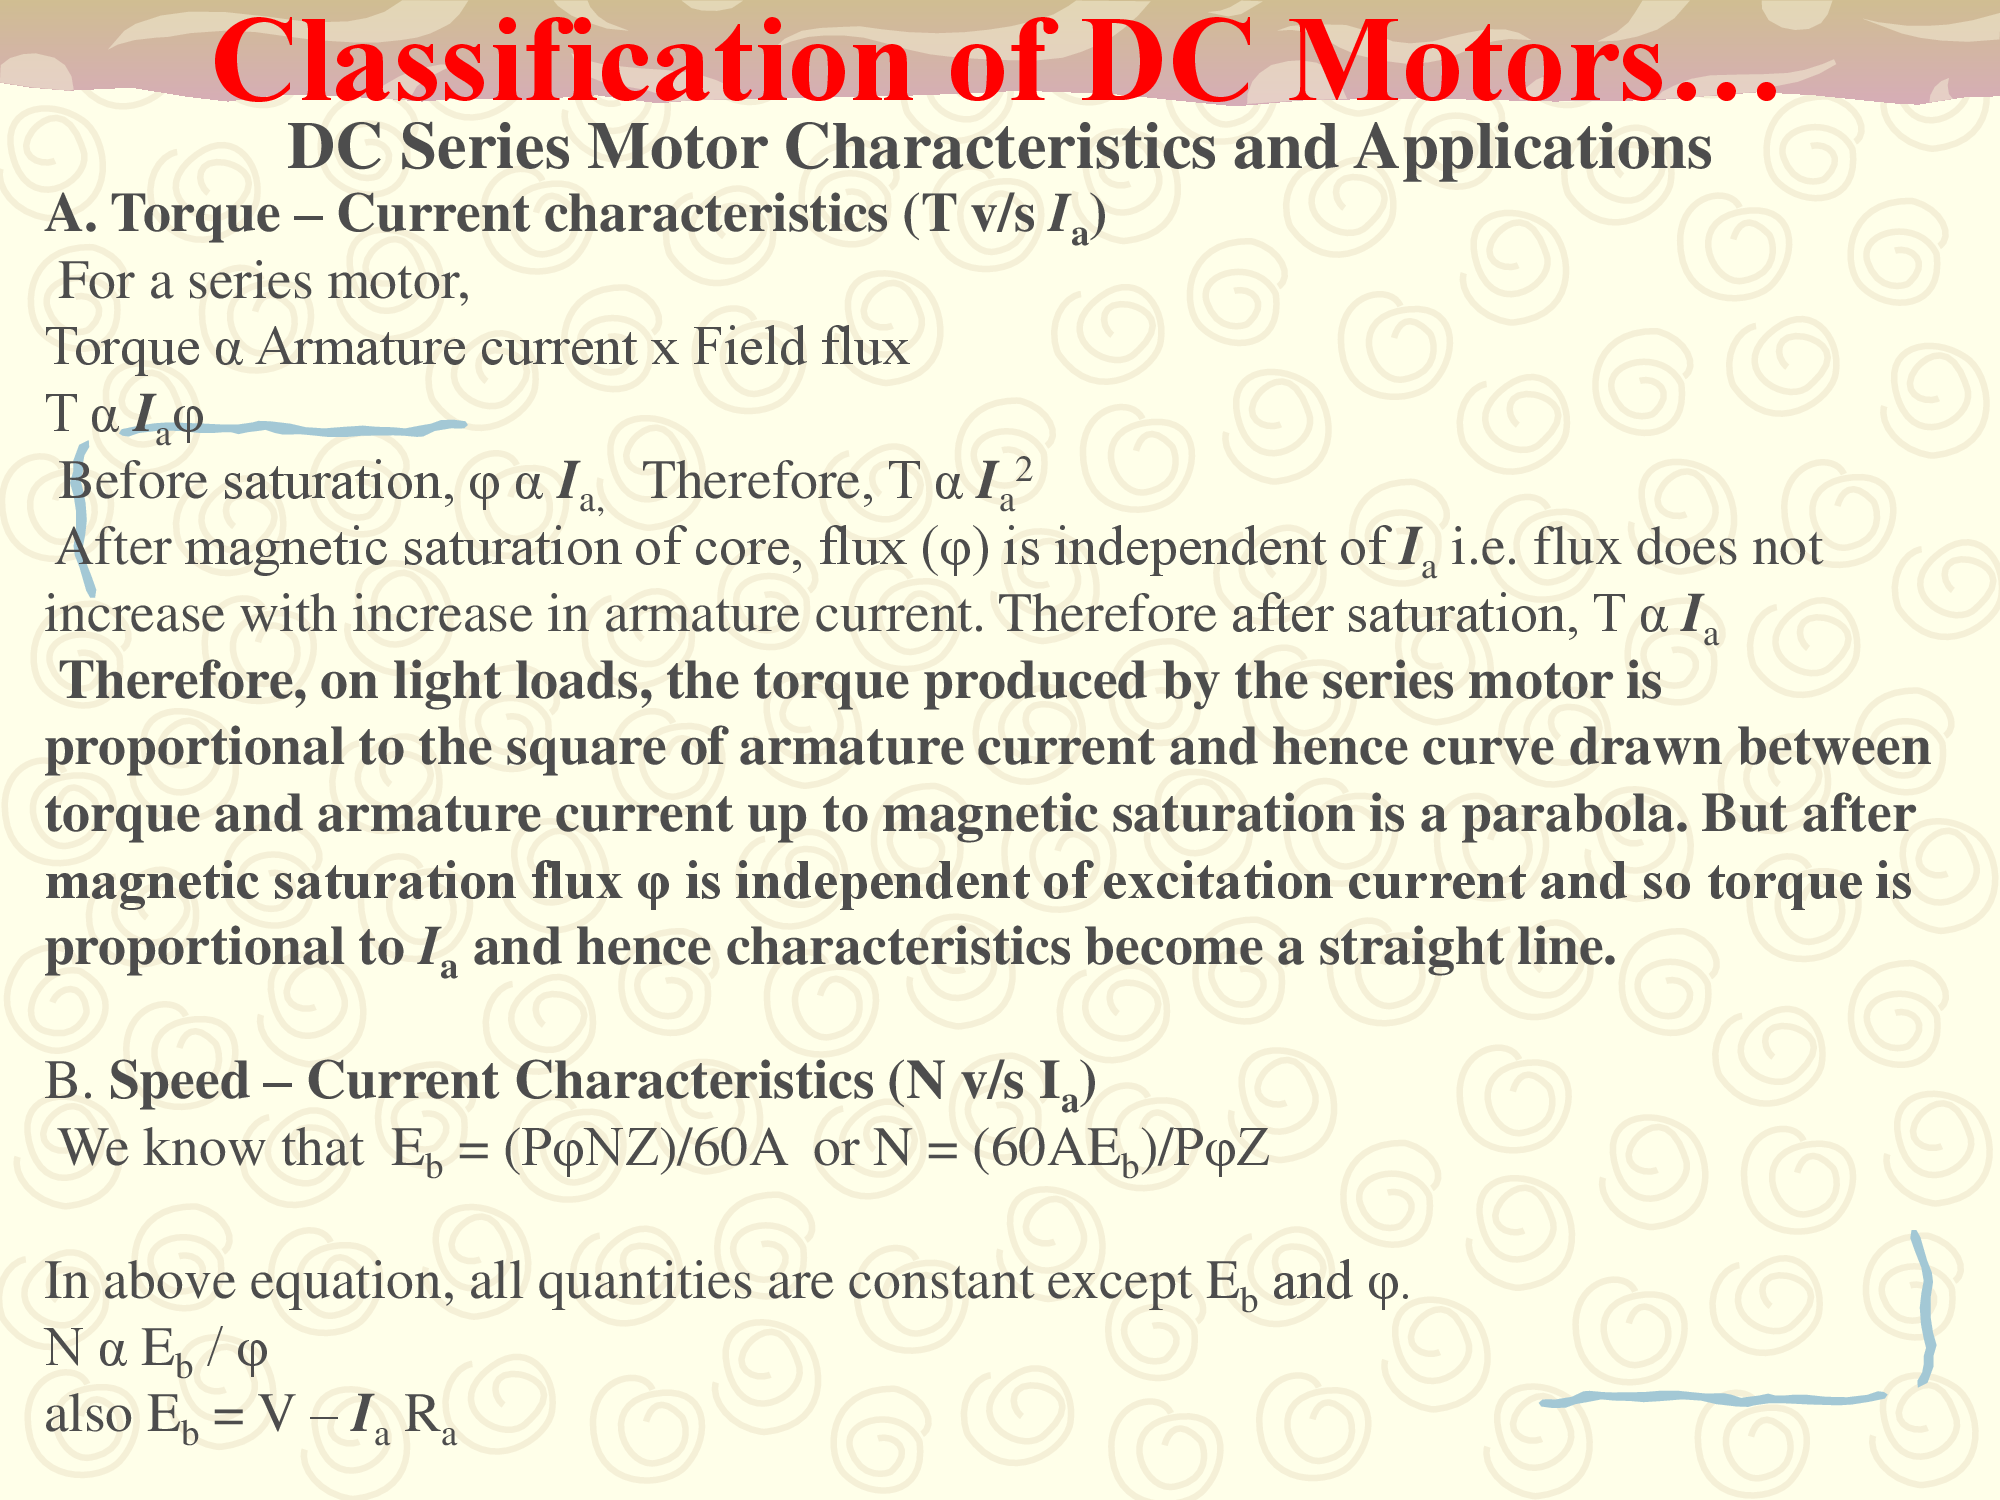 Classification of DC Motors…
DC Series Motor Characteristics and Applications
A. Torque – Current characteristics (T v/s Ia)
For a series motor,
Torque α Armature current x Field flux
T α Iaφ
Before saturation, φ α Ia, Therefore, T α Ia²
After magnetic saturation of core, flux (φ) is independent of Ia i.e. flux does not
increase with increase in armature current. Therefore after saturation, T α Ia
Therefore, on light loads, the torque produced by the series motor is
proportional to the square of armature current and hence curve drawn between
torque and armature current up to magnetic saturation is a parabola. But after
magnetic saturation flux φ is independent of excitation current and so torque is
proportional to Ia and hence characteristics become a straight line.
B. Speed – Current Characteristics (N v/s Ia)
We know that Eb = (PφNZ)/60A or N = (60AEb)/PφZ
In above equation, all quantities are constant except Eb and φ.
N α Eb / φ
also Eb = V – Ia Ra